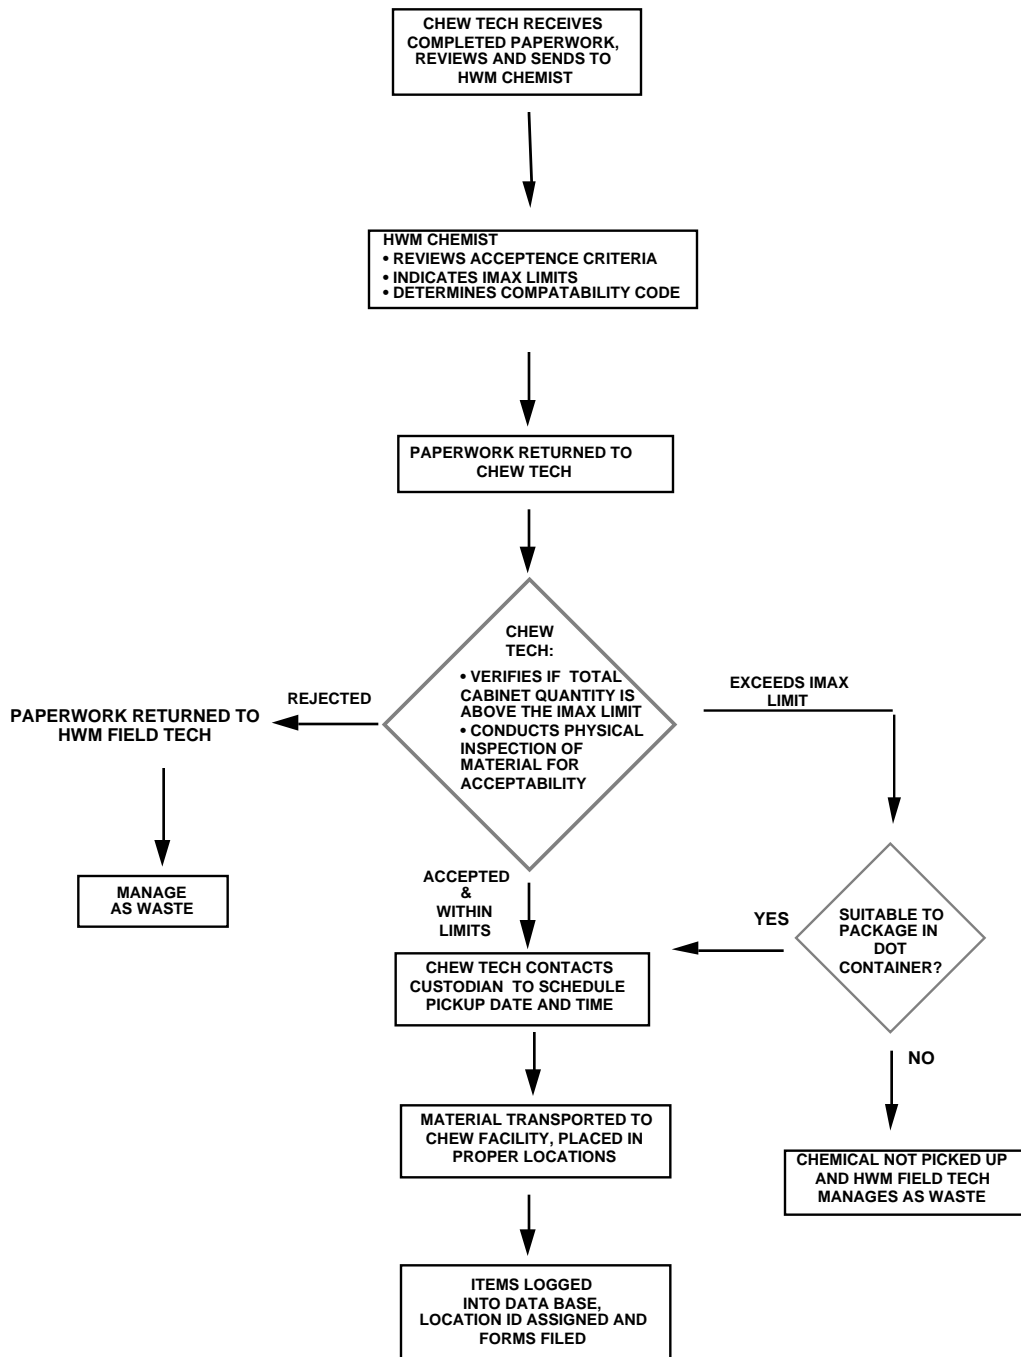 CHEW TECH RECEIVES
COMPLETED PAPERWORK,
REVIEWS AND SENDS TO
HWM CHEMIST
HWM CHEMIST
• REVIEWS ACCEPTENCE CRITERIA
• INDICATES IMAX LIMITS
• DETERMINES COMPATABILITY CODE
PAPERWORK RETURNED TO
CHEW TECH
CHEW
TECH:
• VERIFIES IF TOTAL
CABINET QUANTITY IS
ABOVE THE IMAX LIMIT
• CONDUCTS PHYSICAL
INSPECTION OF
MATERIAL FOR
ACCEPTABILITY
REJECTED
PAPERWORK RETURNED TO
HWM FIELD TECH
MANAGE
AS WASTE
EXCEEDS IMAX
LIMIT
SUITABLE TO
PACKAGE IN
DOT
CONTAINER?
YES
NO
ACCEPTED
&
WITHIN
LIMITS
CHEW TECH CONTACTS
CUSTODIAN TO SCHEDULE
PICKUP DATE AND TIME
MATERIAL TRANSPORTED TO
CHEW FACILITY, PLACED IN
PROPER LOCATIONS
CHEMICAL NOT PICKED UP
AND HWM FIELD TECH
MANAGES AS WASTE
ITEMS LOGGED
INTO DATA BASE,
LOCATION ID ASSIGNED AND
FORMS FILED